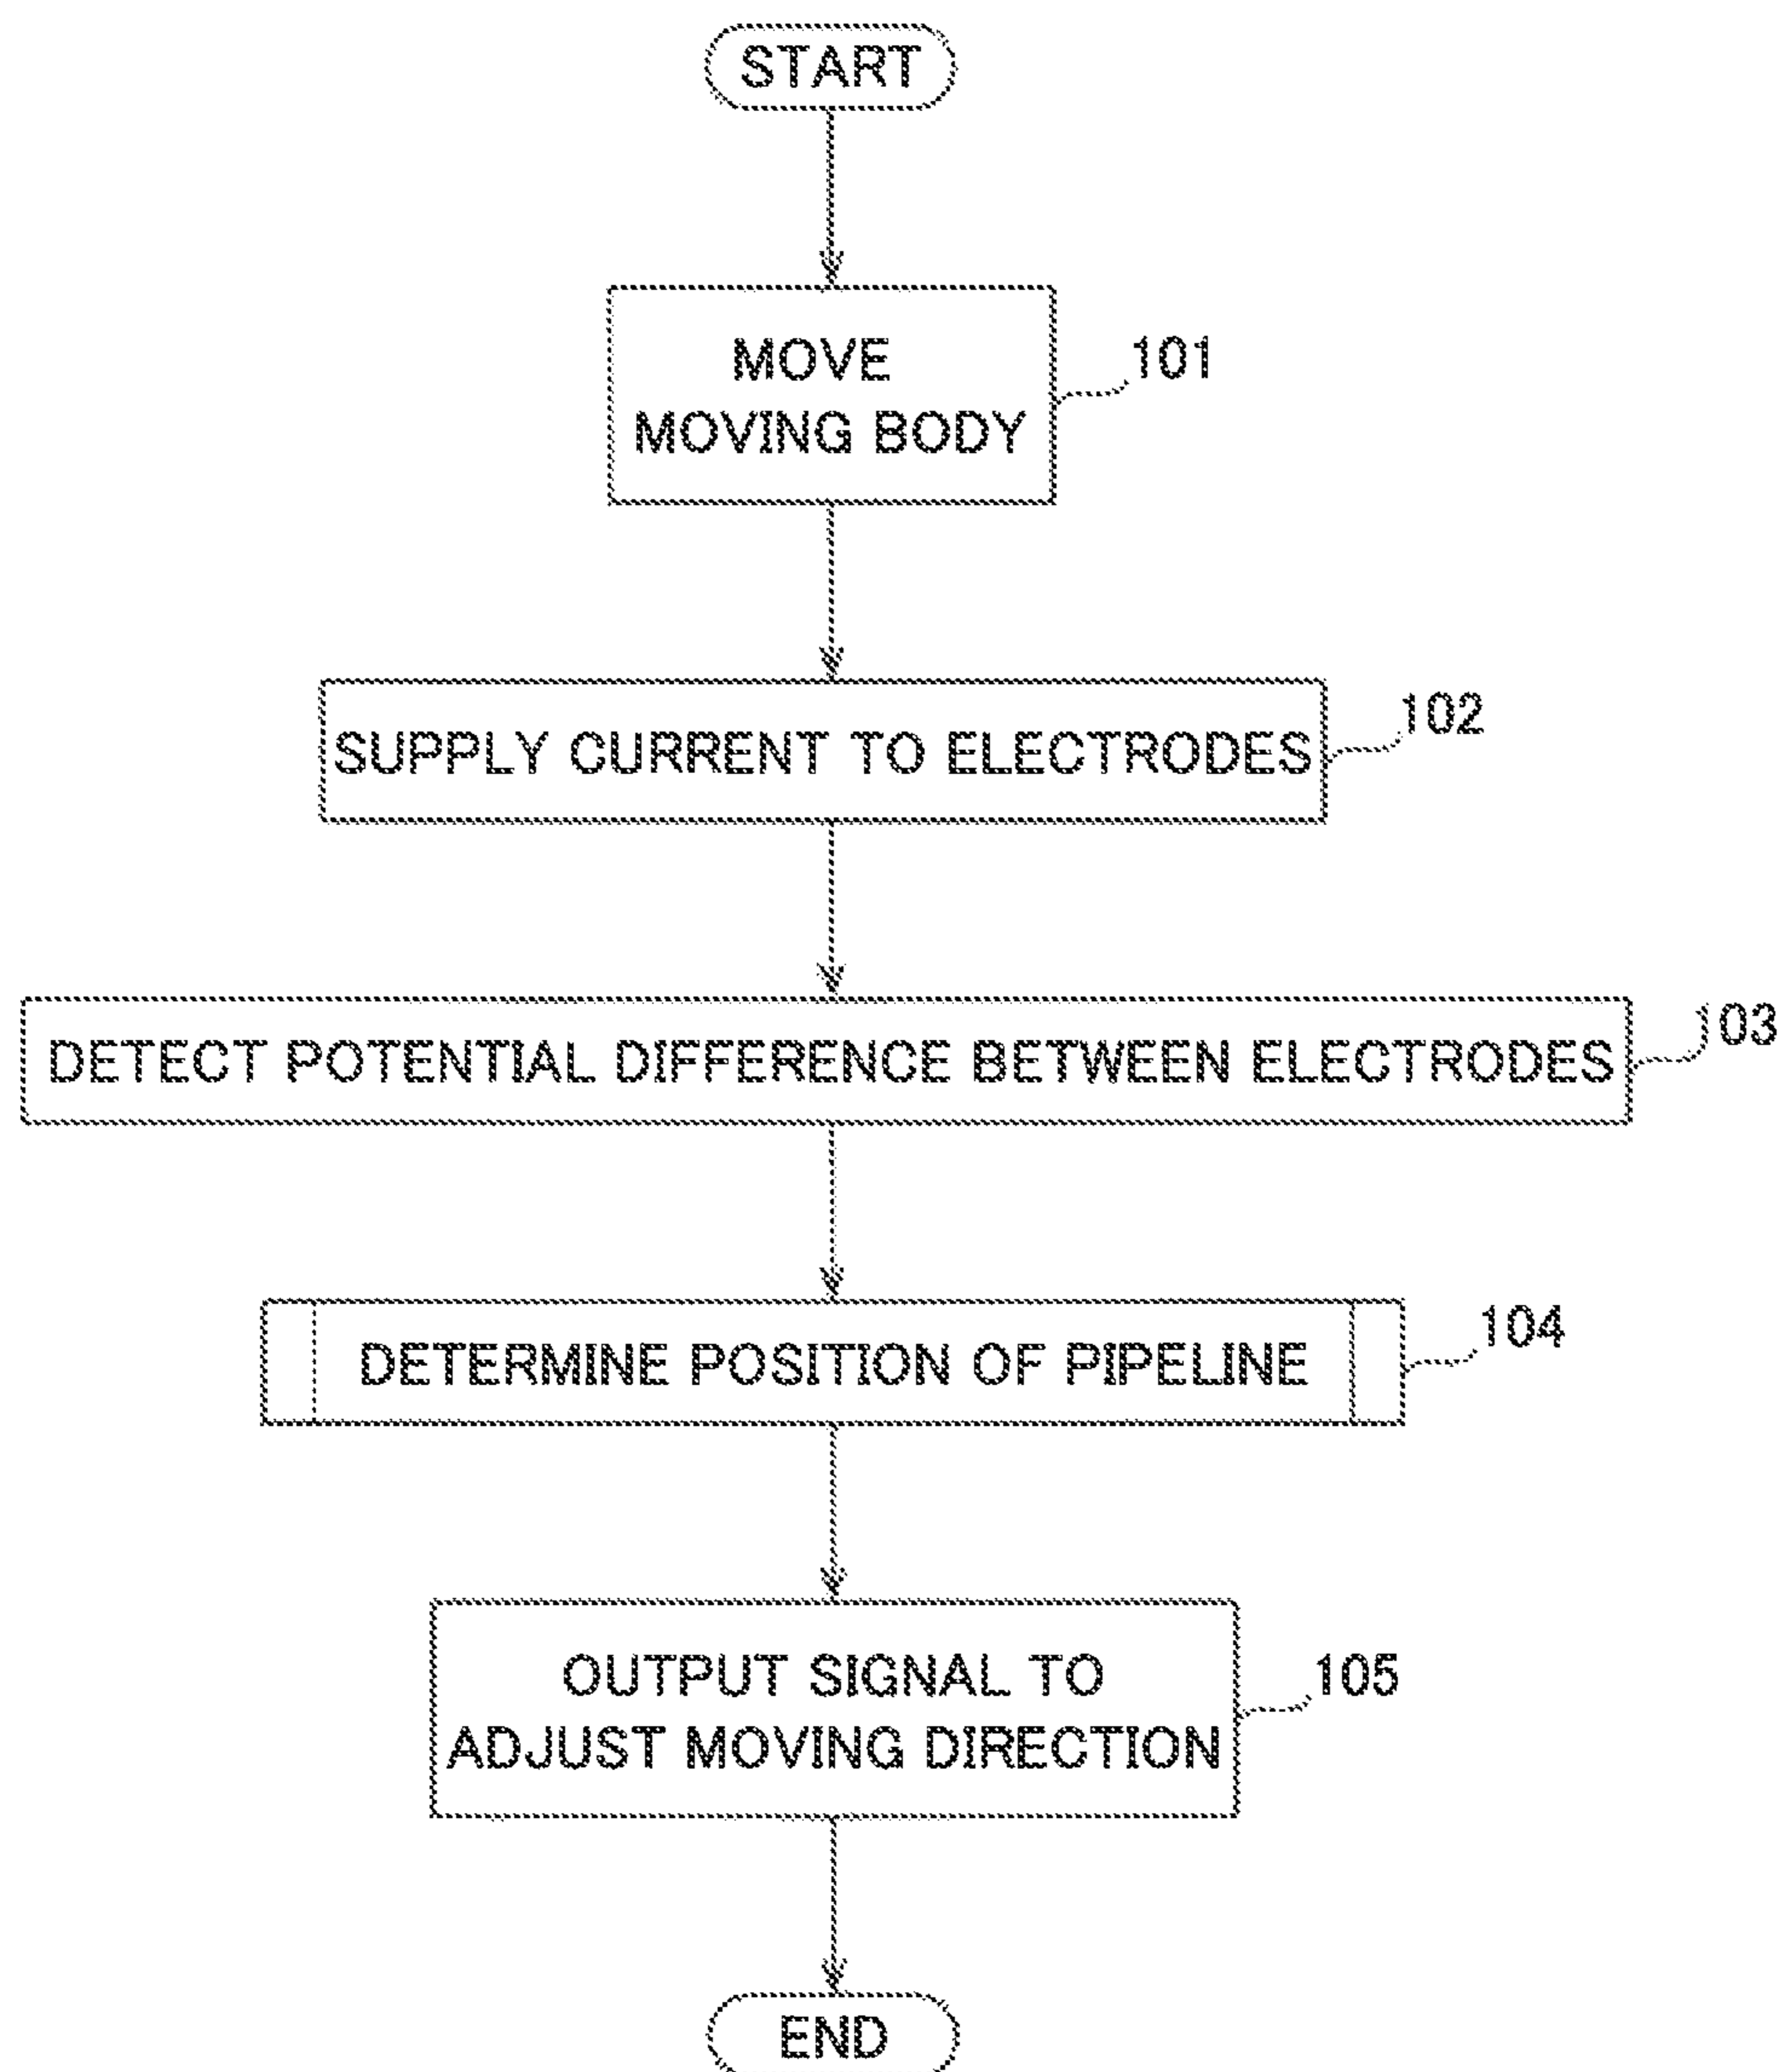 START
MOVE
MOVING BODY
101
SUPPLY CURRENT TO ELECTRODES
102
DETECT POTENTIAL DIFFERENCE BETWEEN ELECTRODES
103
DETERMINE POSITION OF PIPELINE
104
OUTPUT SIGNAL TO
ADJUST MOVING DIRECTION
105
END